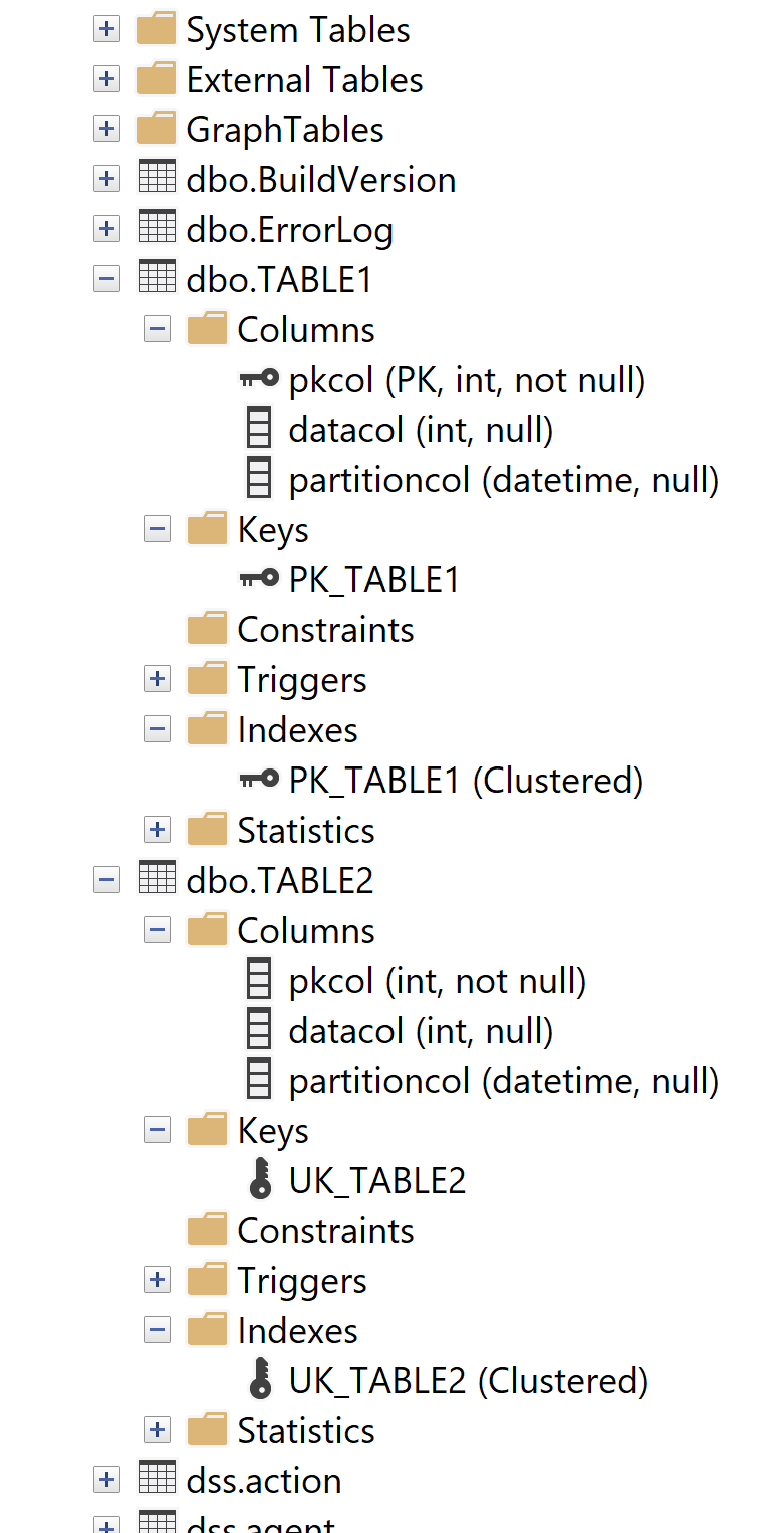 System Tables
External Tables
GraphTables
dbo.BuildVersion
dbo.ErrorLog
dbo.TABLE1
Columns
pkcol (PK, int, not null)
datacol (int, null)
partitioncol (datetime, null)
Keys
PK_TABLE1
Constraints
Triggers
Indexes
PK_TABLE1 (Clustered)
Statistics
dbo.TABLE2
Columns
pkcol (int, not null)
datacol (int, null)
partitioncol (datetime, null)
Keys
UK_TABLE2
Constraints
Triggers
Indexes
UK_TABLE2 (Clustered)
Statistics
dss.action
dss.agent